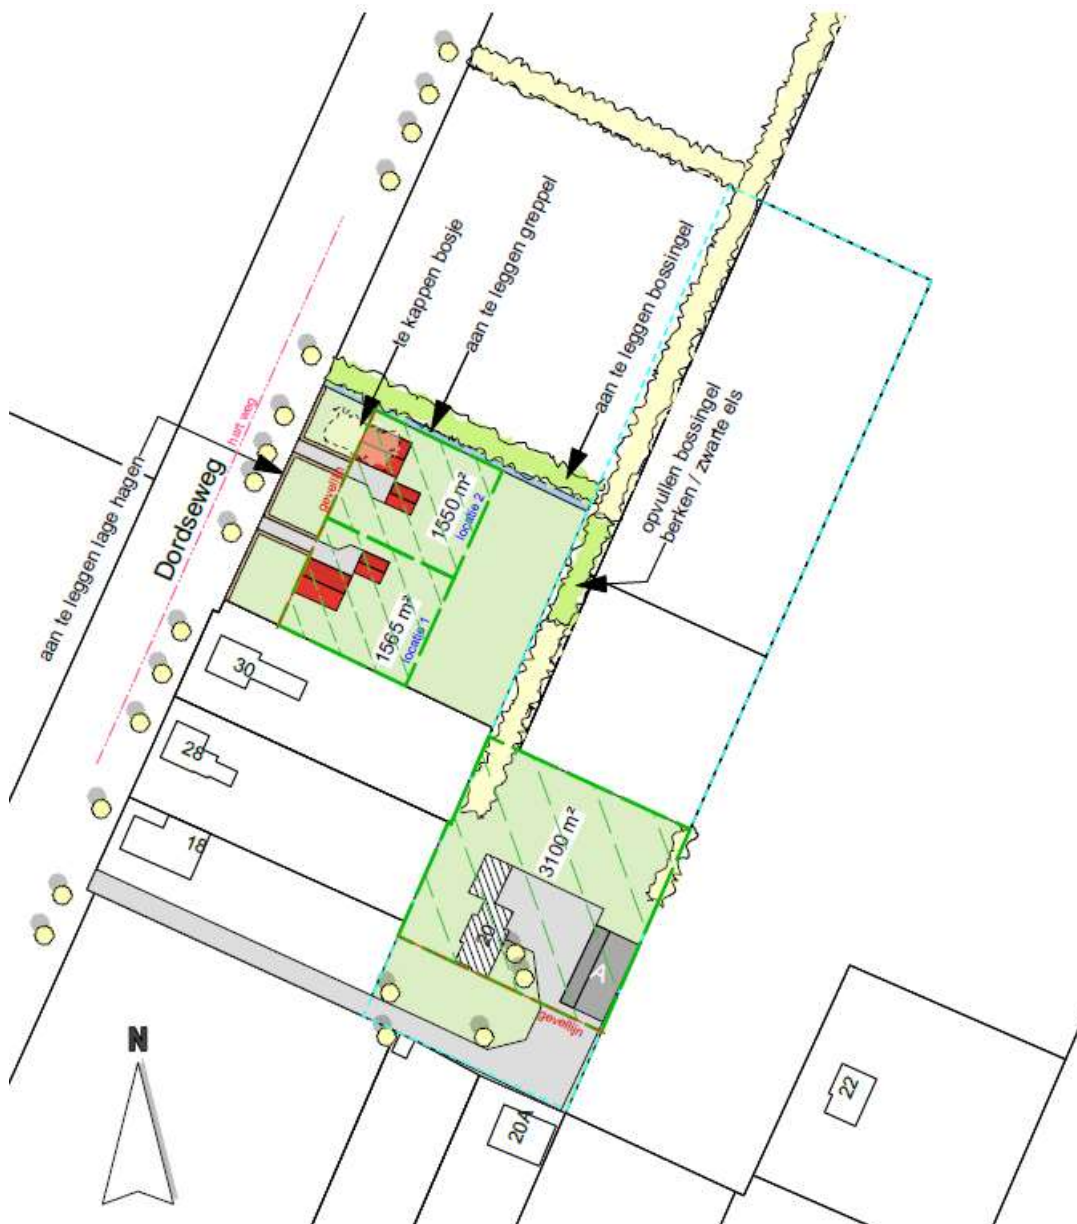 te kappen bosje
aan te leggen greppel
aan te leggen bossingel
opvullen bossingel
berken / zwarte els
aan te leggen lage hagen
Dordseweg
hart weg
gevellijn
1550 m²
locatie 2
1565 m²
locatie 1
30
28
18
3100 m²
20
A
gevellijn
N
20A
22